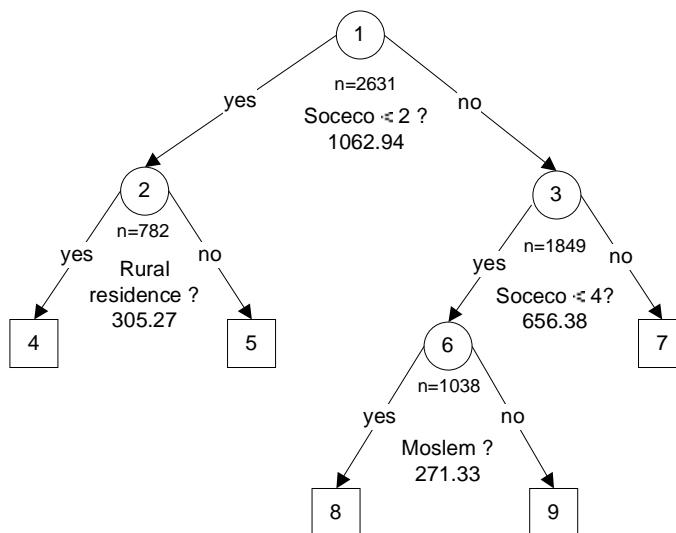 1
n=2631
yes
no
Soceco < 2 ?
1062.94
2
3
n=782
n=1849
yes
no
yes
no
Rural
residence ?
305.27
Soceco < 4?
656.38
4
5
6
7
n=1038
yes
no
Moslem ?
271.33
8
9